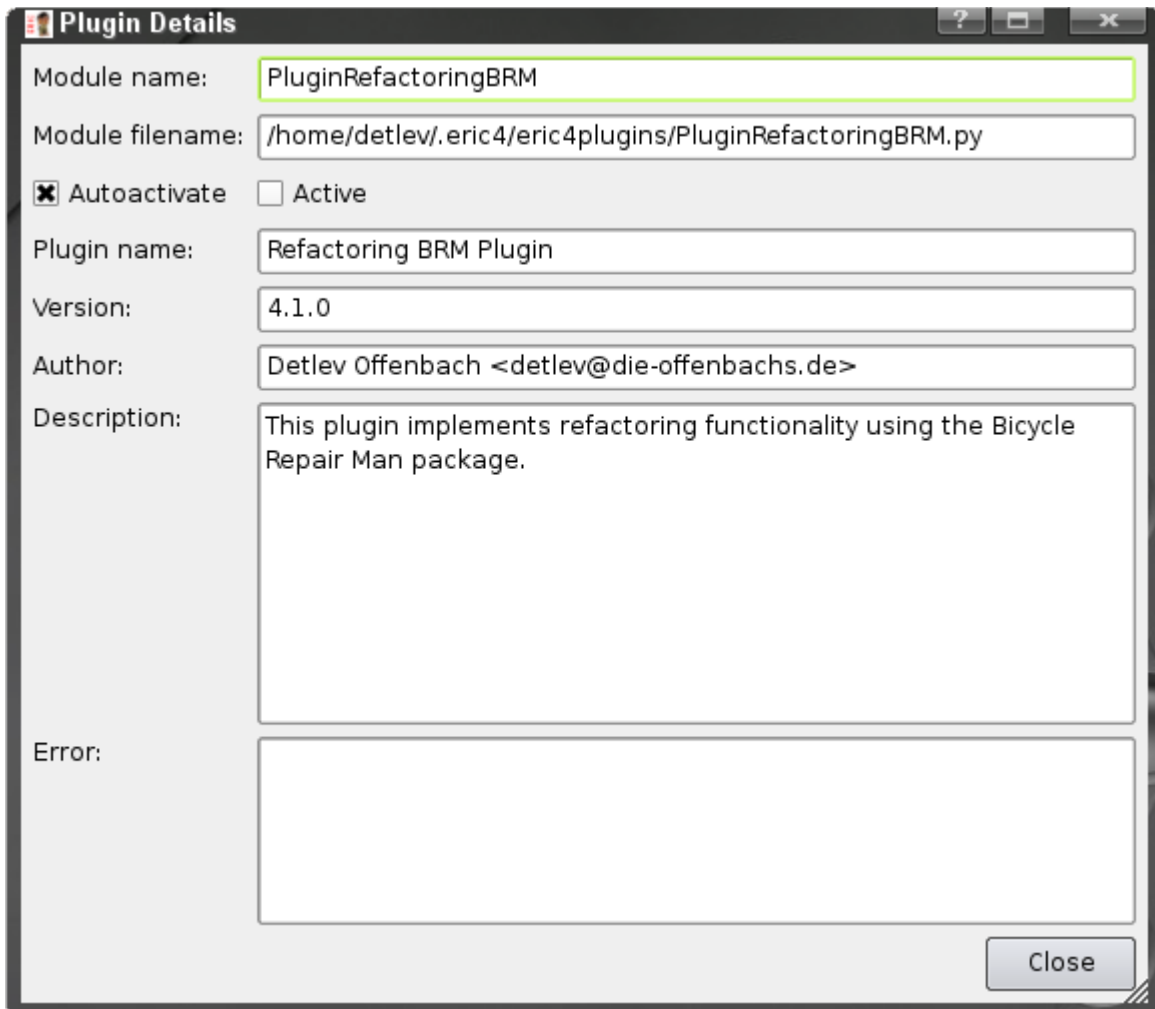 Plugin Details
Module name: PluginRefactoringBRM
Module filename: /home/detlev/.eric4/eric4plugins/PluginRefactoringBRM.py
Autoactivate Active
Plugin name: Refactoring BRM Plugin
Version: 4.1.0
Author: Detlev Offenbach <detlev@die-offenbachs.de>
Description: This plugin implements refactoring functionality using the Bicycle
Repair Man package.
Error:
Close